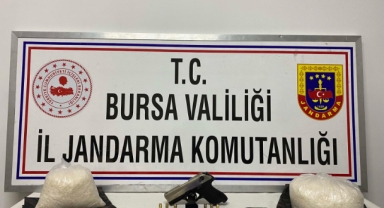 T.C.
BURSA VALİLİĞİ
İL JANDARMA KOMUTANLIĞI
JANDARMA